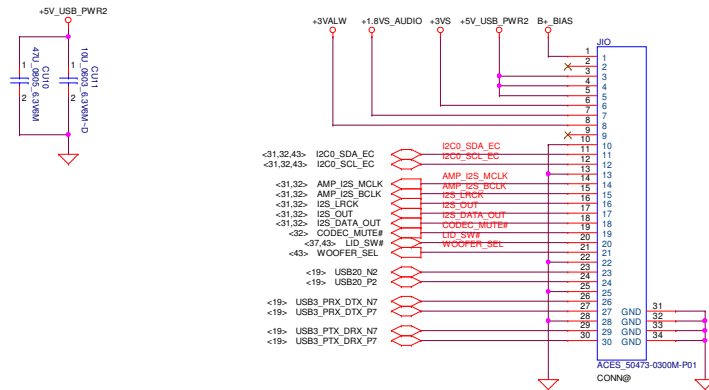 +5V_USB_PWR2
1
2
CU10
47U_0805_6.3V6M
1
2
CU11
10U_0603_6.3V6M~D
+3VALW
+1.8VS_AUDIO
+3VS
+5V_USB_PWR2
B+_BIAS
JIO
1 1
2 2
3 3
4 4
5 5
6 6
7 7
8 8
9 9
10 10
<31,32,43> I2C0_SDA_EC I2C0_SDA_EC 11 11
<31,32,43> I2C0_SCL_EC I2C0_SCL_EC 12 12
13 13
<31,32> AMP_I2S_MCLK AMP_I2S_MCLK 14 14
<31,32> AMP_I2S_BCLK AMP_I2S_BCLK 15 15
<31,32> I2S_LRCK I2S_LRCK 16 16
<31,32> I2S_OUT I2S_OUT 17 17
<31,32> I2S_DATA_OUT I2S_DATA_OUT 18 18
<32> CODEC_MUTE# CODEC_MUTE# 19 19
<37,43> LID_SW# LID_SW# 20 20
<43> WOOFER_SEL WOOFER_SEL 21 21
22 22
<19> USB20_N2 23 23
<19> USB20_P2 24 24
25 25
<19> USB3_PRX_DTX_N7 26 26
<19> USB3_PRX_DTX_P7 27 27 GND 31
28 28 GND 32
<19> USB3_PTX_DRX_N7 29 29 GND 33
<19> USB3_PTX_DRX_P7 30 30 GND 34
ACES_50473-0300M-P01
CONN@